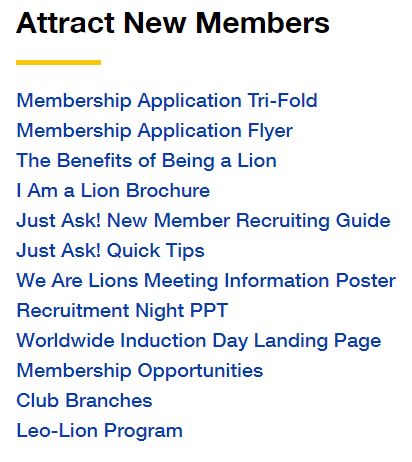 Attract New Members
Membership Application Tri-Fold
Membership Application Flyer
The Benefits of Being a Lion
I Am a Lion Brochure
Just Ask! New Member Recruiting Guide
Just Ask! Quick Tips
We Are Lions Meeting Information Poster
Recruitment Night PPT
Worldwide Induction Day Landing Page
Membership Opportunities
Club Branches
Leo-Lion Program